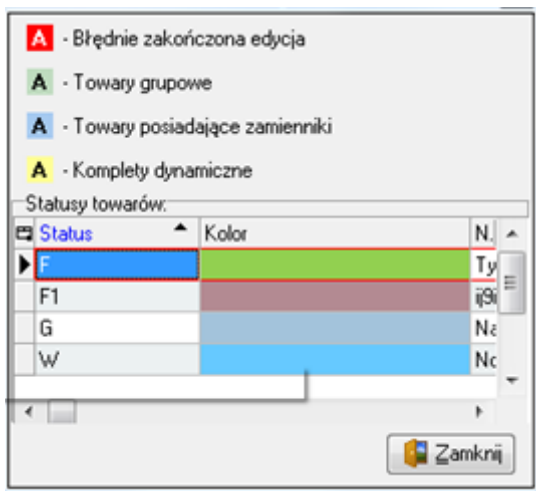 A - Błędnie zakończona edycja
A - Towary grupowe
A - Towary posiadające zamienniki
A - Komplety dynamiczne
Statusy towarów:
Status Kolor N.
F Ty
F1
G Na
W No
Zamknij